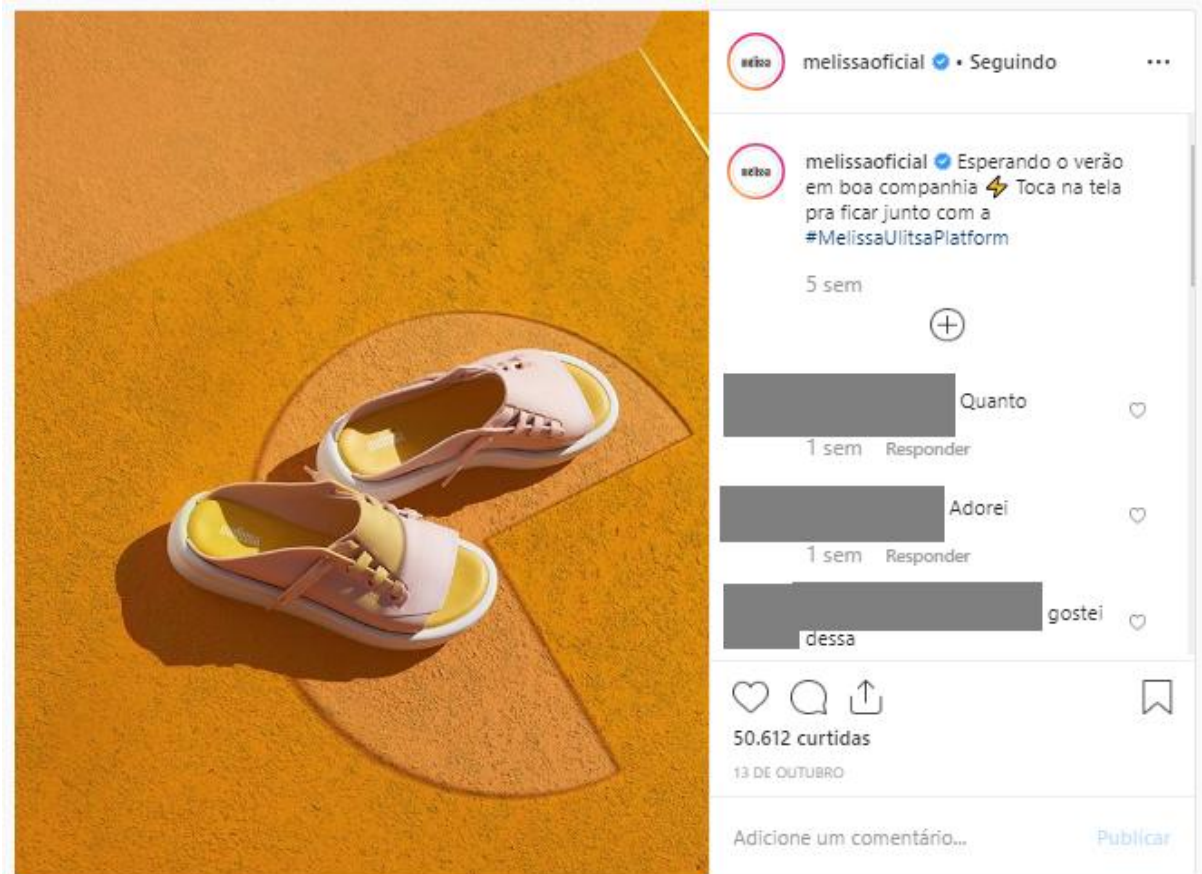 melissaoficial • Seguindo
melissaoficial Esperando o verão
em boa companhia ⚡ Toca na tela
pra ficar junto com a
#MelissaUlitsaPlatform
5 sem
Quanto
1 sem Responder
Adorei
1 sem Responder
gostei
dessa
50.612 curtidas
13 DE OUTUBRO
Adicione um comentário... Publicar